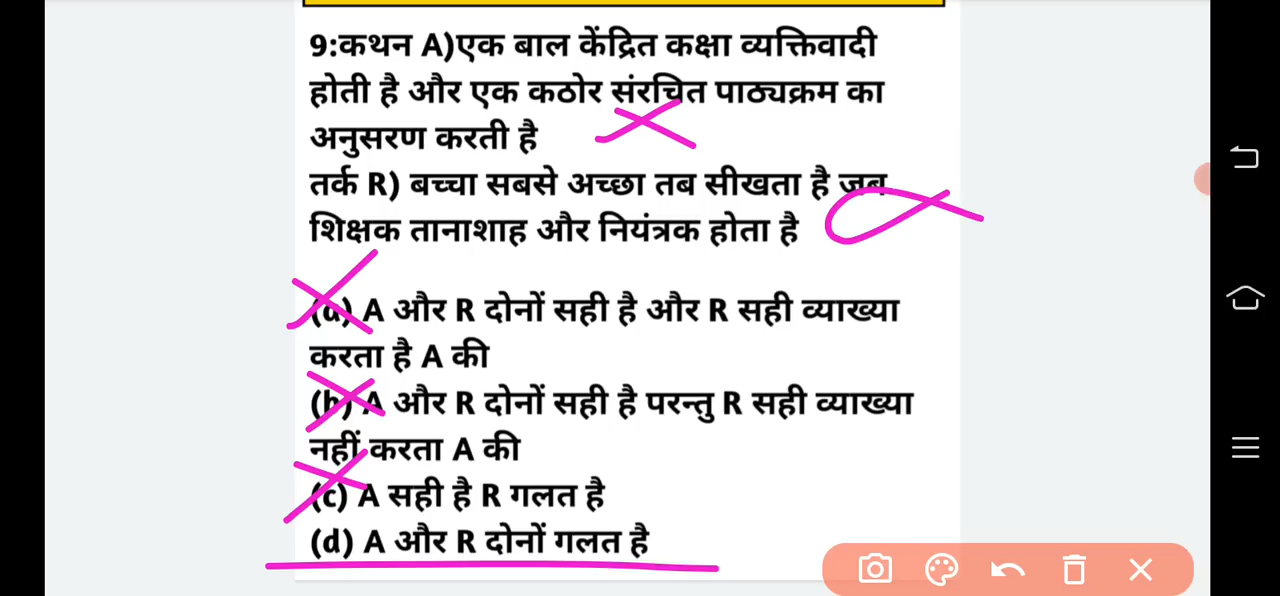 9:कथन A)एक बाल केंद्रित कक्षा व्यक्तिवादी
होती है और एक कठोर संरचित पाठ्यक्रम का
अनुसरण करती है
तर्क R) बच्चा सबसे अच्छा तब सीखता है जब
शिक्षक तानाशाह और नियंत्रक होता है
(a) A और R दोनों सही है और R सही व्याख्या
करता है A की
(b) A और R दोनों सही है परन्तु R सही व्याख्या
नहीं करता A की
(c) A सही है R गलत है
(d) A और R दोनों गलत है